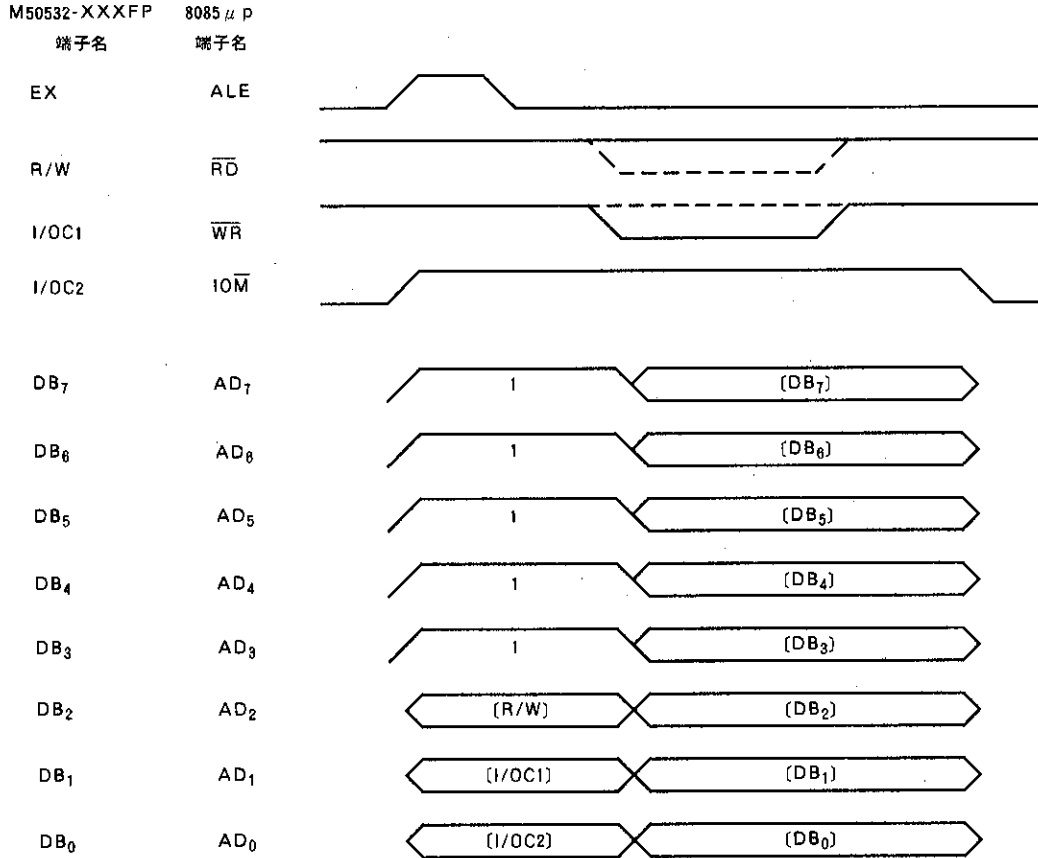 M50532-XXXFP 8085μp
端子名 端子名
EX ALE
R/W R̅D̅
I/OC1 W̅R̅
I/OC2 IOM̅
DB₇ AD₇ 1 [DB₇]
DB₆ AD₆ 1 [DB₆]
DB₅ AD₅ 1 [DB₅]
DB₄ AD₄ 1 [DB₄]
DB₃ AD₃ 1 [DB₃]
DB₂ AD₂ [R/W] [DB₂]
DB₁ AD₁ [I/OC1] [DB₁]
DB₀ AD₀ [I/OC2] [DB₀]